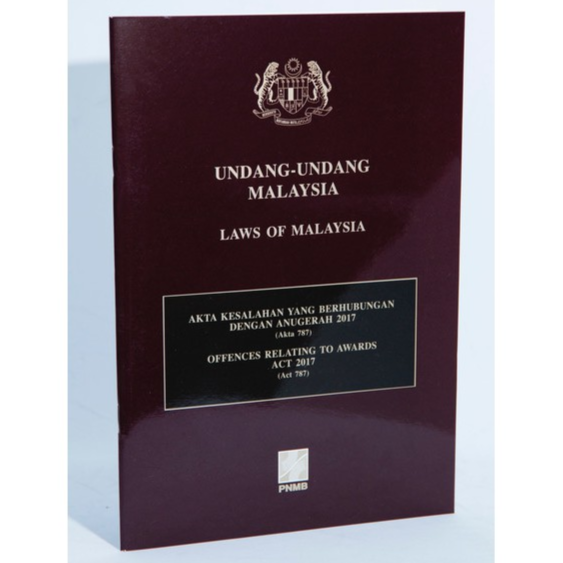 UNDANG-UNDANG
MALAYSIA
LAWS OF MALAYSIA
AKTA KESALAHAN YANG BERHUBUNGAN
DENGAN ANUGERAH 2017
(Akta 787)
OFFENCES RELATING TO AWARDS
ACT 2017
(Act 787)
PNMB